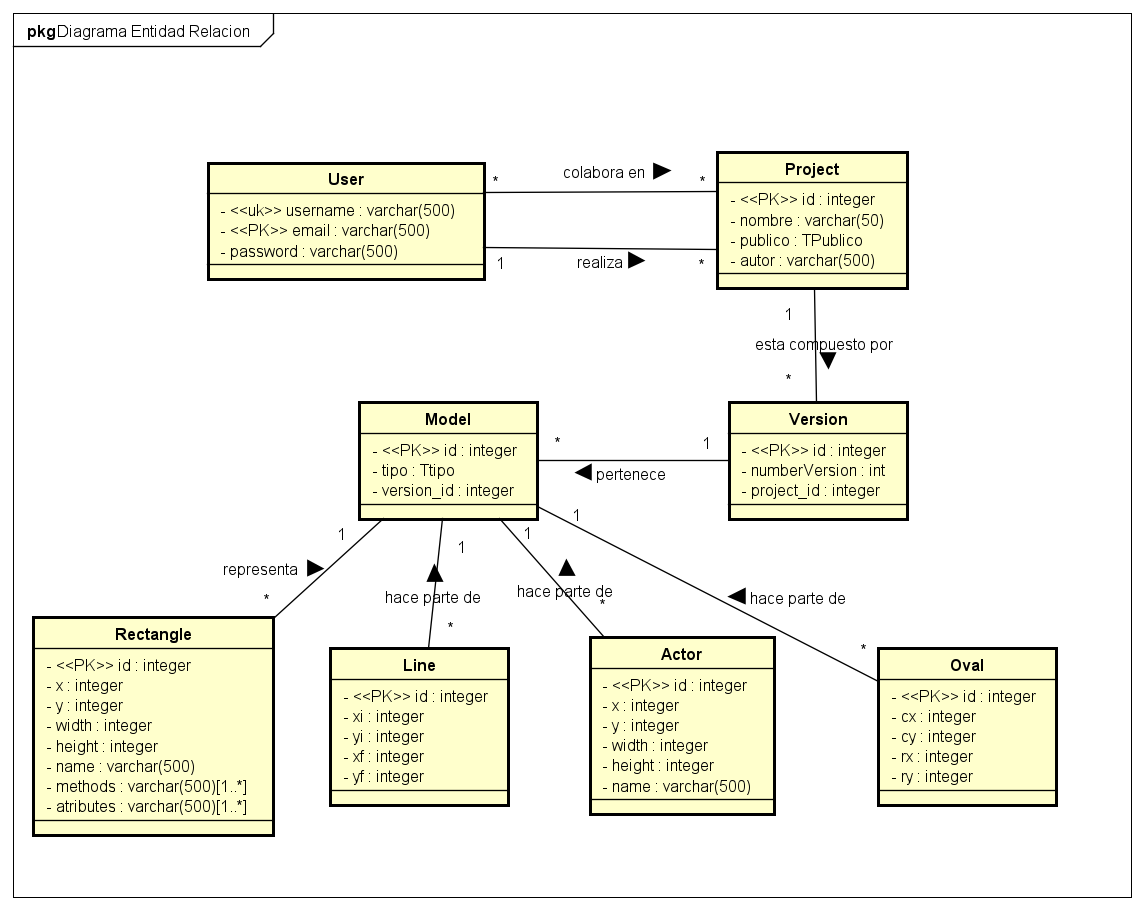 pkg Diagrama Entidad Relacion
User
- <<uk>> username : varchar(500)
- <<PK>> email : varchar(500)
- password : varchar(500)
* colabora en *
1 realiza *
Project
- <<PK>> id : integer
- nombre : varchar(50)
- publico : TPublico
- autor : varchar(500)
1
esta compuesto por
*
Model
- <<PK>> id : integer
- tipo : Ttipo
- version_id : integer
* 1
pertenece
Version
- <<PK>> id : integer
- numberVersion : int
- project_id : integer
1
representa
*
1
hace parte de
*
1
hace parte de
*
1
hace parte de
*
Rectangle
- <<PK>> id : integer
- x : integer
- y : integer
- width : integer
- height : integer
- name : varchar(500)
- methods : varchar(500)[1..*]
- atributes : varchar(500)[1..*]
Line
- <<PK>> id : integer
- xi : integer
- yi : integer
- xf : integer
- yf : integer
Actor
- <<PK>> id : integer
- x : integer
- y : integer
- width : integer
- height : integer
- name : varchar(500)
Oval
- <<PK>> id : integer
- cx : integer
- cy : integer
- rx : integer
- ry : integer